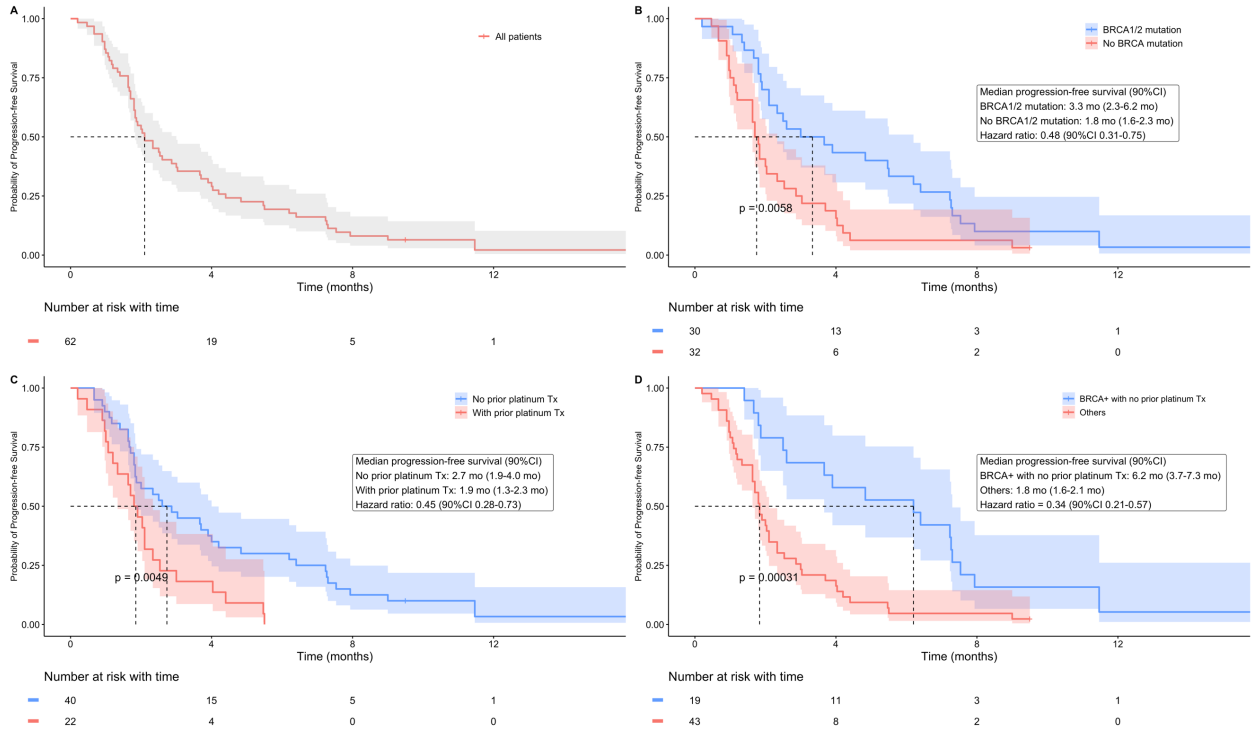 A
1.00
0.75
0.50
0.25
0.00
Probability of Progression-free Survival
All patients
0 4 8 12
Time (months)
Number at risk with time
62 19 5 1
B
1.00
0.75
0.50
0.25
0.00
Probability of Progression-free Survival
BRCA1/2 mutation
No BRCA mutation
Median progression-free survival (90%CI)
BRCA1/2 mutation: 3.3 mo (2.3-6.2 mo)
No BRCA1/2 mutation: 1.8 mo (1.6-2.3 mo)
Hazard ratio: 0.48 (90%CI 0.31-0.75)
p = 0.0058
0 4 8 12
Time (months)
Number at risk with time
30 13 3 1
32 6 2 0
C
1.00
0.75
0.50
0.25
0.00
Probability of Progression-free Survival
No prior platinum Tx
With prior platinum Tx
Median progression-free survival (90%CI)
No prior platinum Tx: 2.7 mo (1.9-4.0 mo)
With prior platinum Tx: 1.9 mo (1.3-2.3 mo)
Hazard ratio: 0.45 (90%CI 0.28-0.73)
p = 0.0049
0 4 8 12
Time (months)
Number at risk with time
40 15 5 1
22 4 0 0
D
1.00
0.75
0.50
0.25
0.00
Probability of Progression-free Survival
BRCA+ with no prior platinum Tx
Others
Median progression-free survival (90%CI)
BRCA+ with no prior platinum Tx: 6.2 mo (3.7-7.3 mo)
Others: 1.8 mo (1.6-2.1 mo)
Hazard ratio = 0.34 (90%CI 0.21-0.57)
p = 0.00031
0 4 8 12
Time (months)
Number at risk with time
19 11 3 1
43 8 2 0